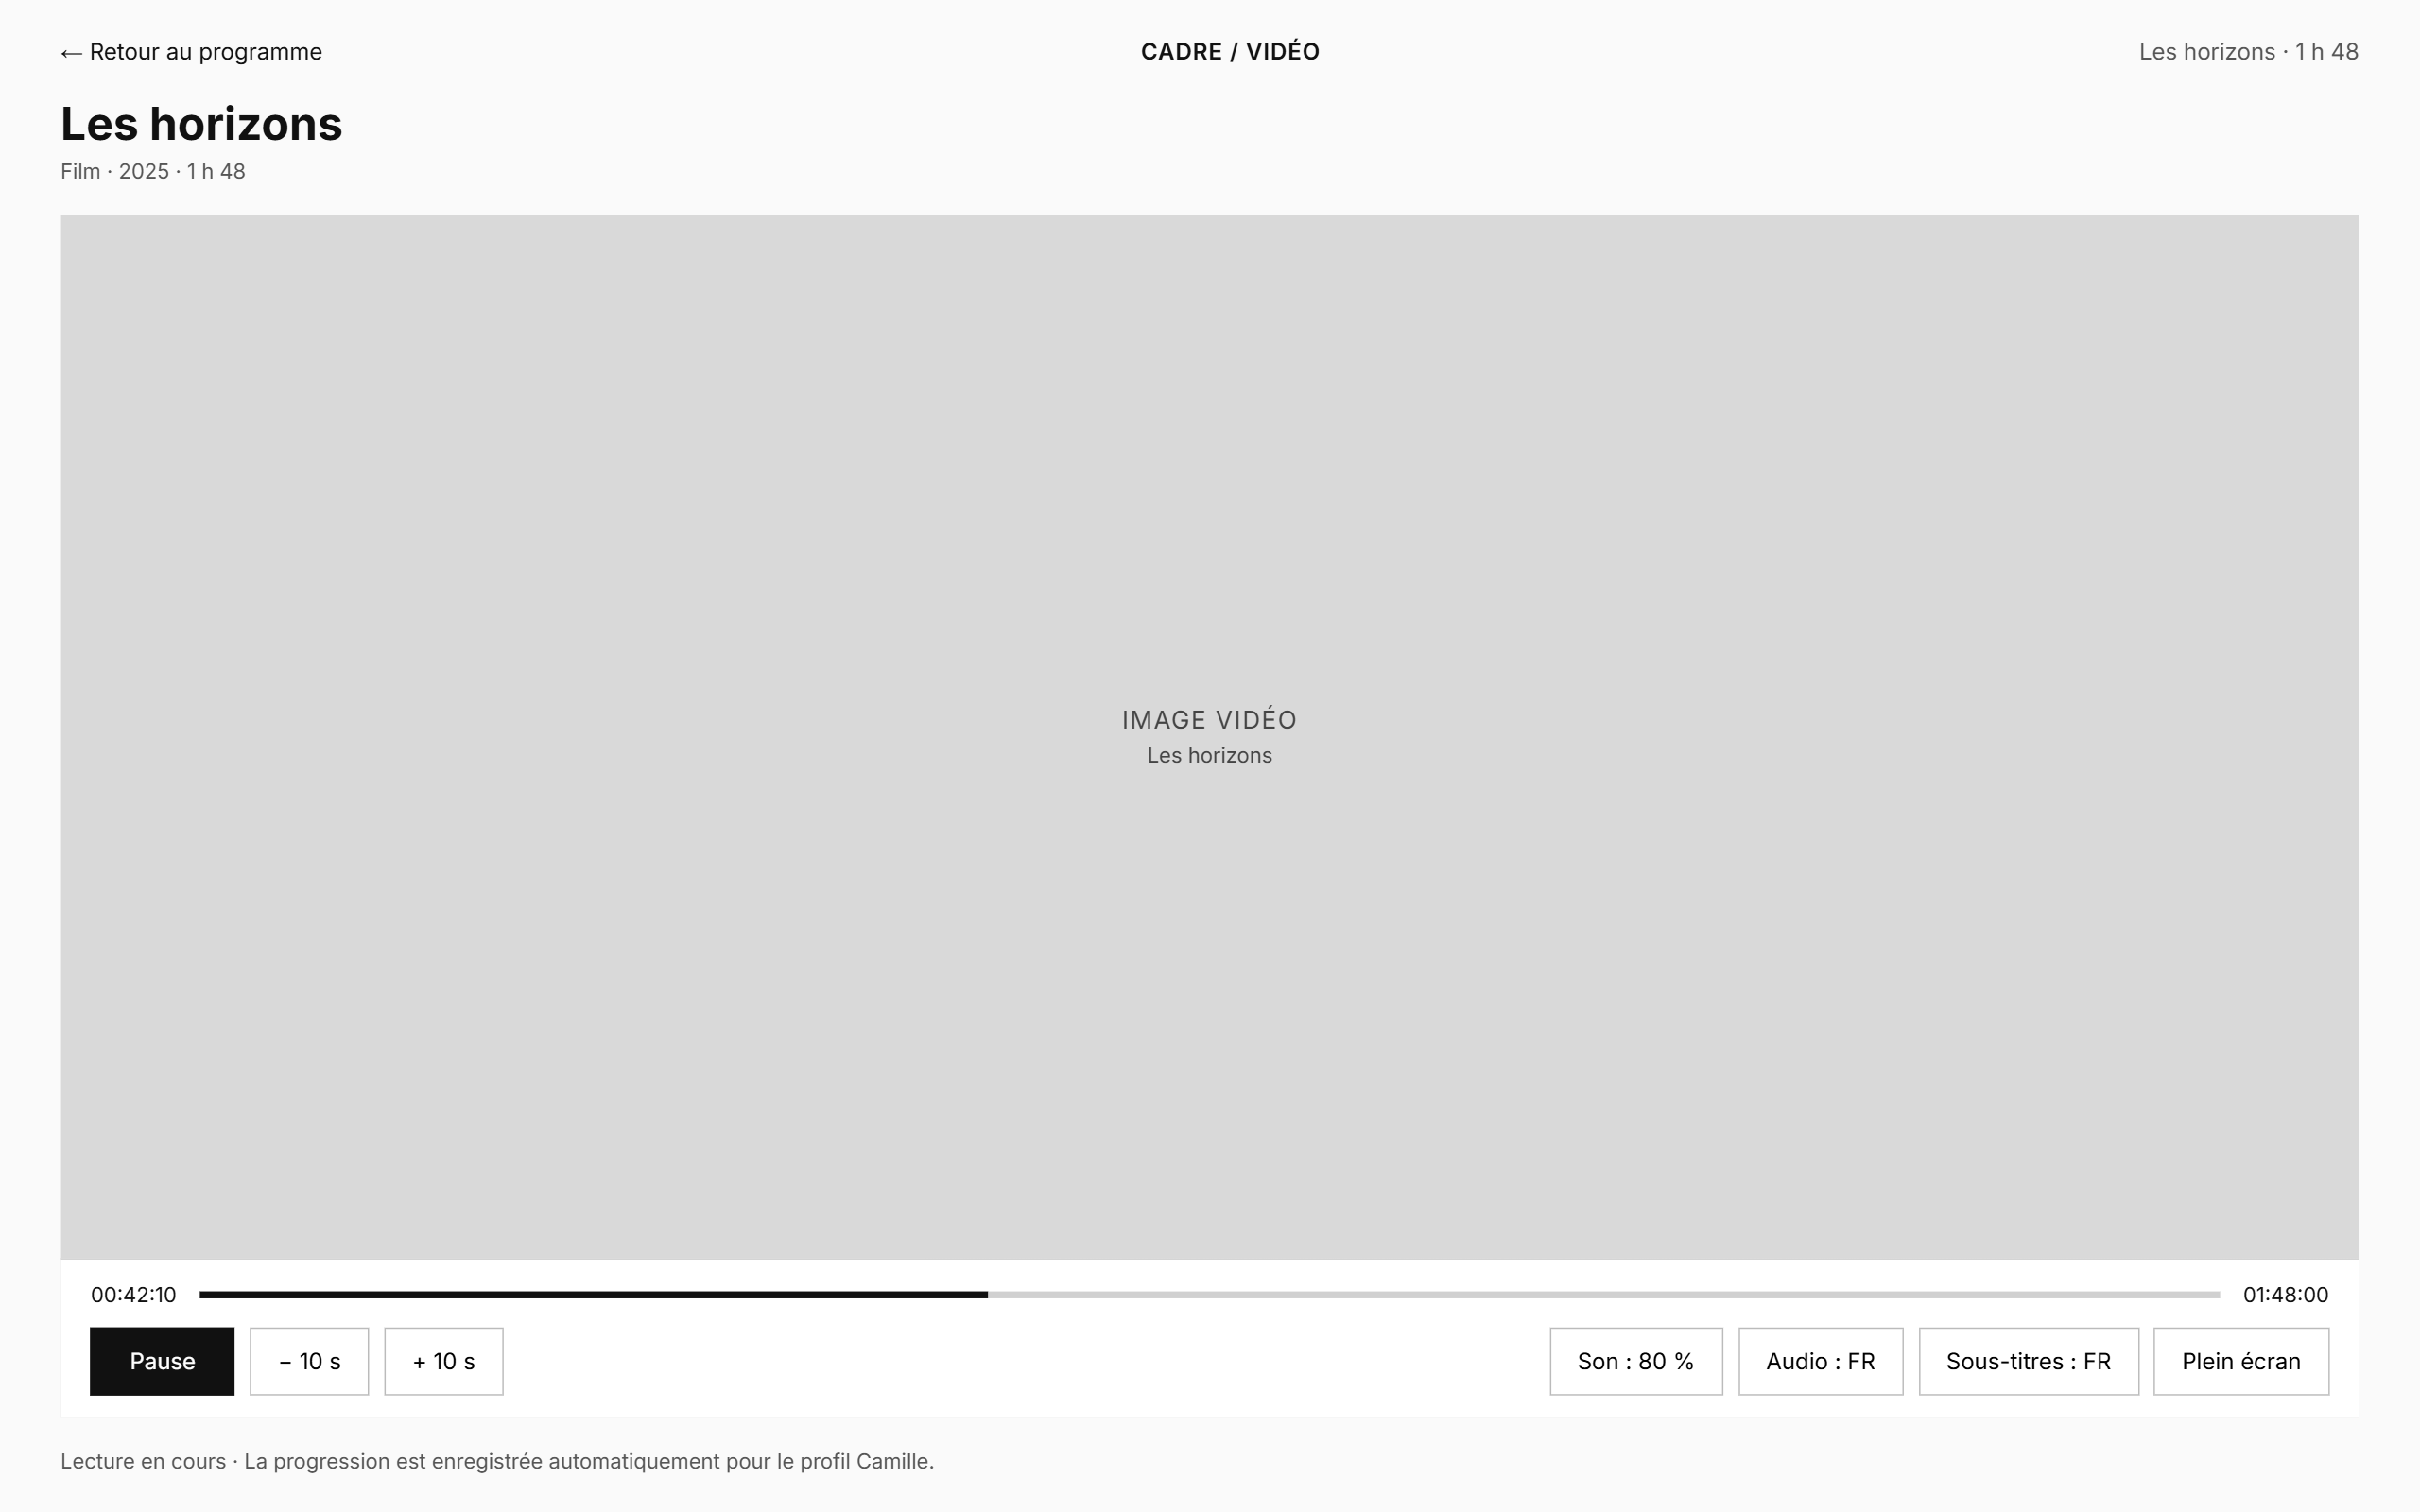 ← Retour au programme
CADRE / VIDÉO
Les horizons · 1 h 48
Les horizons
Film · 2025 · 1 h 48
IMAGE VIDÉO
Les horizons
00:42:10
01:48:00
Pause
− 10 s
+ 10 s
Son : 80 %
Audio : FR
Sous-titres : FR
Plein écran
Lecture en cours · La progression est enregistrée automatiquement pour le profil Camille.